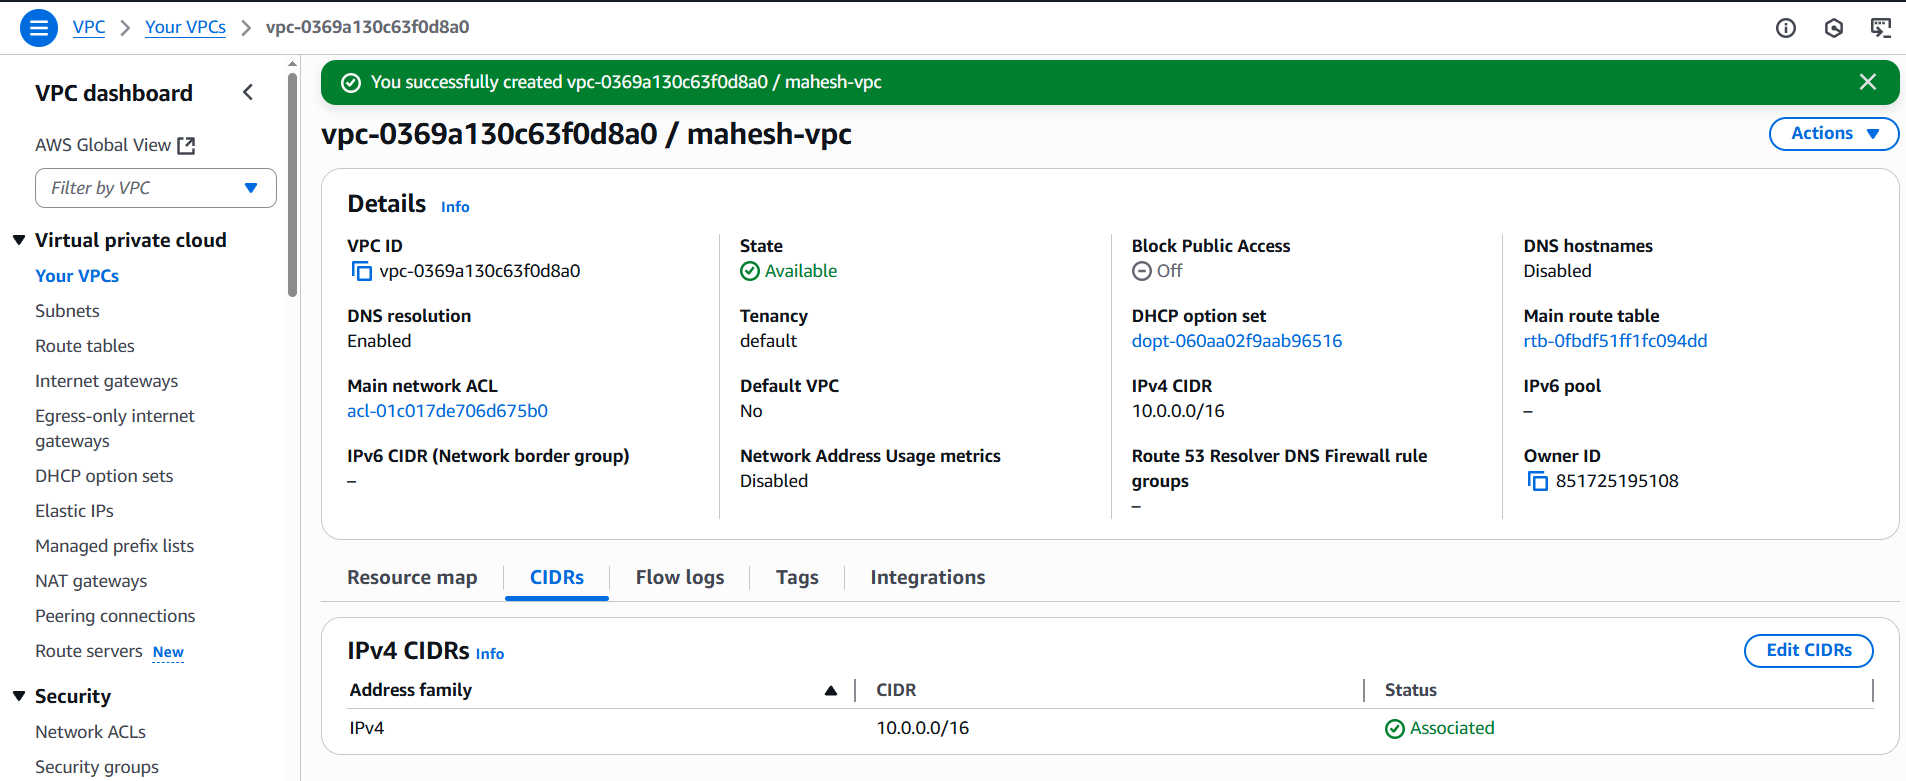 VPC > Your VPCs > vpc-0369a130c63f0d8a0
VPC dashboard
AWS Global View
Filter by VPC
Virtual private cloud
Your VPCs
Subnets
Route tables
Internet gateways
Egress-only internet
gateways
DHCP option sets
Elastic IPs
Managed prefix lists
NAT gateways
Peering connections
Route servers New
Security
Network ACLs
Security groups
You successfully created vpc-0369a130c63f0d8a0 / mahesh-vpc
vpc-0369a130c63f0d8a0 / mahesh-vpc
Actions
Details Info
VPC ID
vpc-0369a130c63f0d8a0
State
Available
Block Public Access
Off
DNS hostnames
Disabled
DNS resolution
Enabled
Tenancy
default
DHCP option set
dopt-060aa02f9aab96516
Main route table
rtb-0fbdf51ff1fc094dd
Main network ACL
acl-01c017de706d675b0
Default VPC
No
IPv4 CIDR
10.0.0.0/16
IPv6 pool
–
IPv6 CIDR (Network border group)
–
Network Address Usage metrics
Disabled
Route 53 Resolver DNS Firewall rule
groups
–
Owner ID
851725195108
Resource map
CIDRs
Flow logs
Tags
Integrations
IPv4 CIDRs Info
Edit CIDRs
Address family
CIDR
Status
IPv4
10.0.0.0/16
Associated